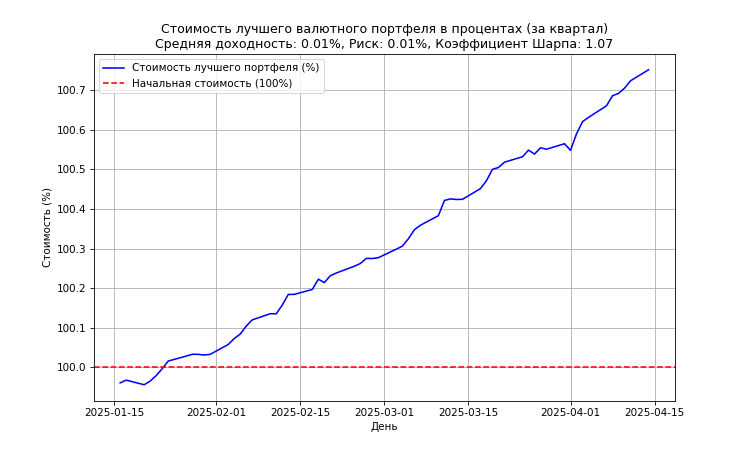 Стоимость лучшего валютного портфеля в процентах (за квартал)
Средняя доходность: 0.01%, Риск: 0.01%, Коэффициент Шарпа: 1.07
Стоимость лучшего портфеля (%)
Начальная стоимость (100%)
Стоимость (%)
100.7
100.6
100.5
100.4
100.3
100.2
100.1
100.0
2025-01-15
2025-02-01
2025-02-15
2025-03-01
2025-03-15
2025-04-01
2025-04-15
День